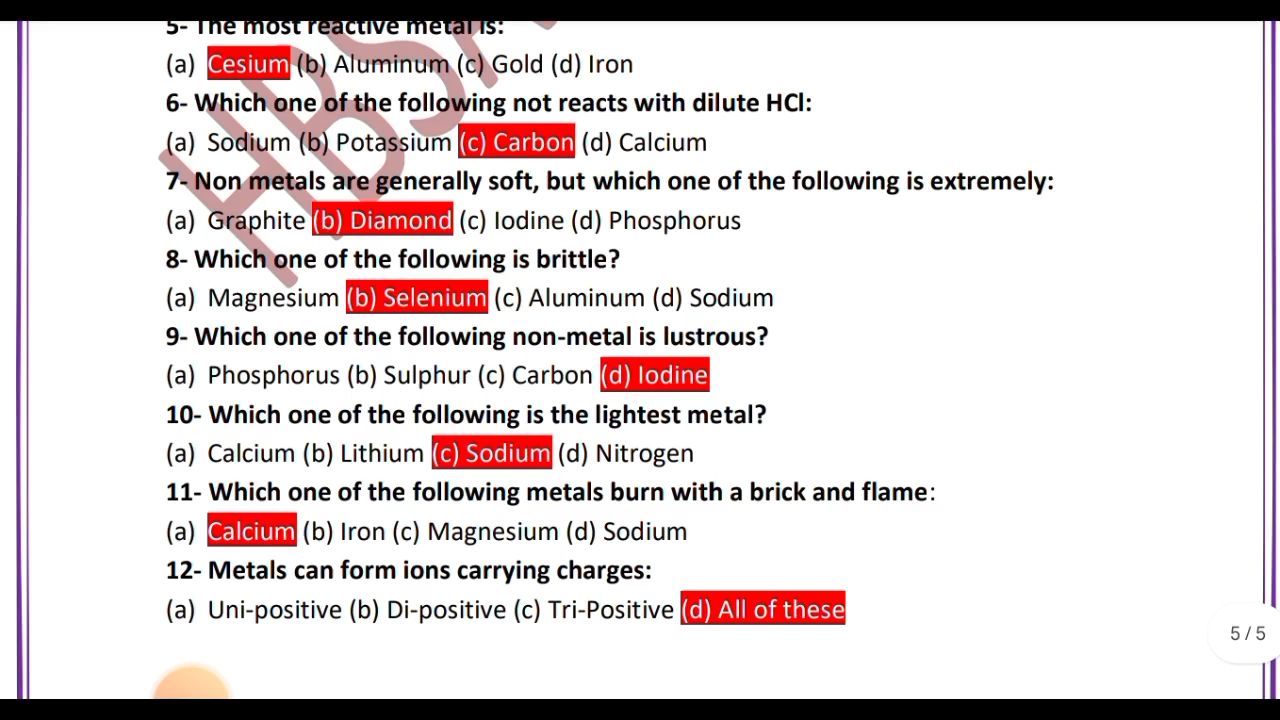 5- The most reactive metal is:
(a) Cesium (b) Aluminum (c) Gold (d) Iron
6- Which one of the following not reacts with dilute HCl:
(a) Sodium (b) Potassium (c) Carbon (d) Calcium
7- Non metals are generally soft, but which one of the following is extremely:
(a) Graphite (b) Diamond (c) Iodine (d) Phosphorus
8- Which one of the following is brittle?
(a) Magnesium (b) Selenium (c) Aluminum (d) Sodium
9- Which one of the following non-metal is lustrous?
(a) Phosphorus (b) Sulphur (c) Carbon (d) Iodine
10- Which one of the following is the lightest metal?
(a) Calcium (b) Lithium (c) Sodium (d) Nitrogen
11- Which one of the following metals burn with a brick and flame:
(a) Calcium (b) Iron (c) Magnesium (d) Sodium
12- Metals can form ions carrying charges:
(a) Uni-positive (b) Di-positive (c) Tri-Positive (d) All of these
5 / 5